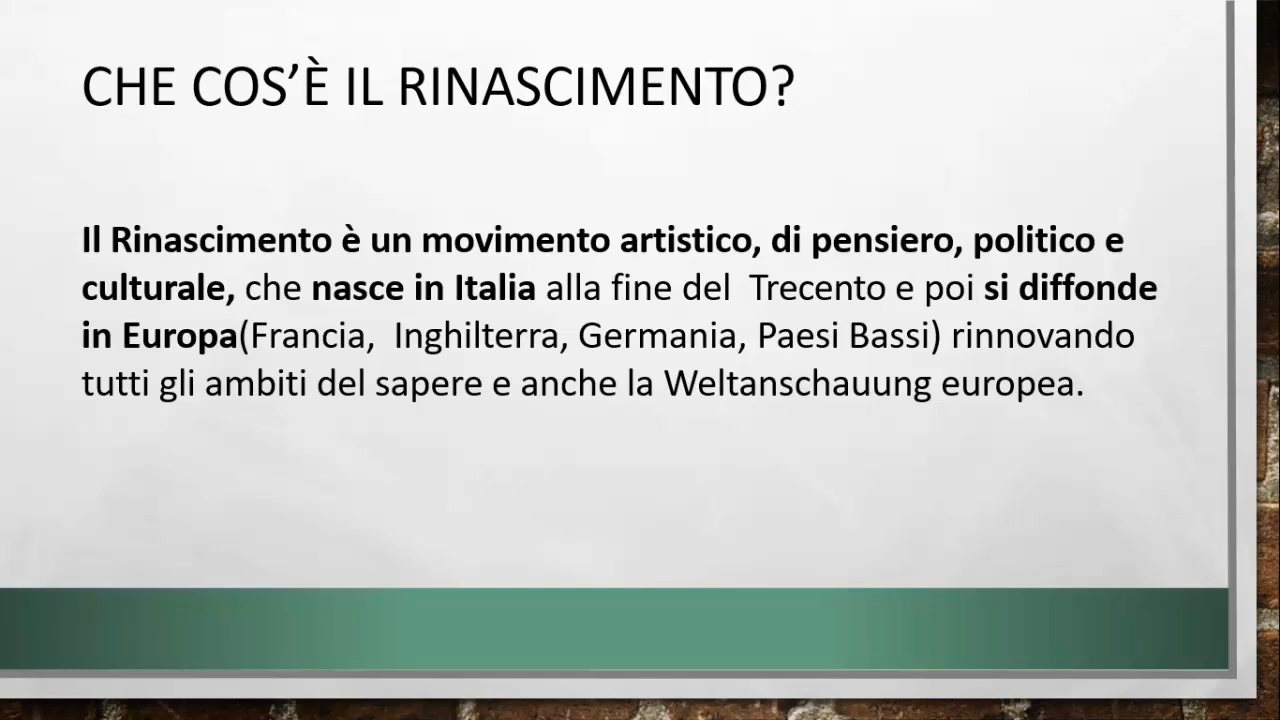 CHE COS’È IL RINASCIMENTO?
Il Rinascimento è un movimento artistico, di pensiero, politico e
culturale, che nasce in Italia alla fine del  Trecento e poi si diffonde
in Europa(Francia,  Inghilterra, Germania, Paesi Bassi) rinnovando
tutti gli ambiti del sapere e anche la Weltanschauung europea.